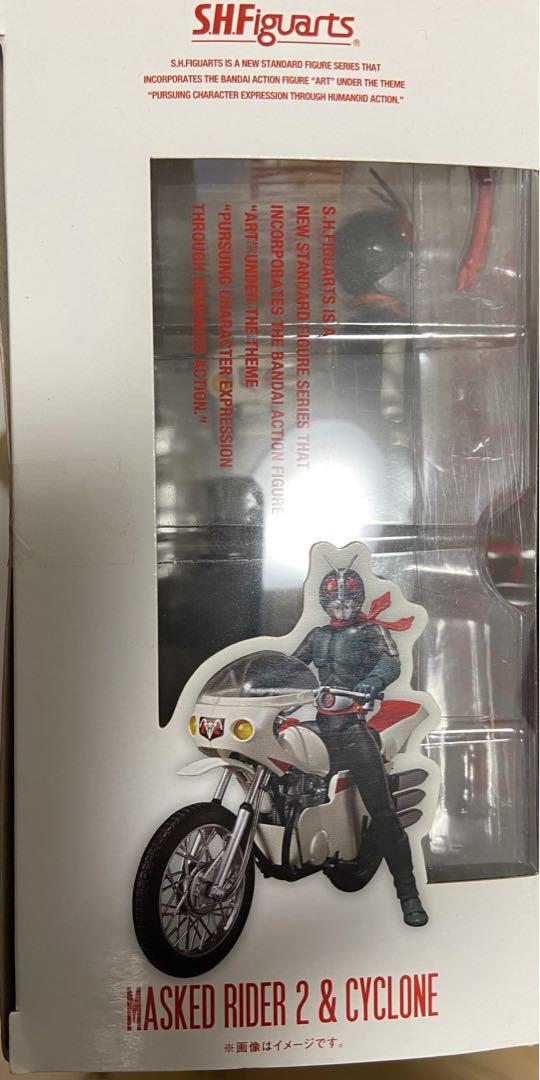 S.H.Figuarts®
S.H.FIGUARTS IS A NEW STANDARD FIGURE SERIES THAT
INCORPORATES THE BANDAI ACTION FIGURE "ART" UNDER THE THEME
"PURSUING CHARACTER EXPRESSION THROUGH HUMANOID ACTION."
S.H.FIGUARTS IS A
NEW STANDARD FIGURE SERIES THAT
INCORPORATES THE BANDAI ACTION FIGURE
"ART" UNDER THE THEME
"PURSUING CHARACTER EXPRESSION
THROUGH HUMANOID ACTION."
MASKED RIDER 2 & CYCLONE
※画像はイメージです。